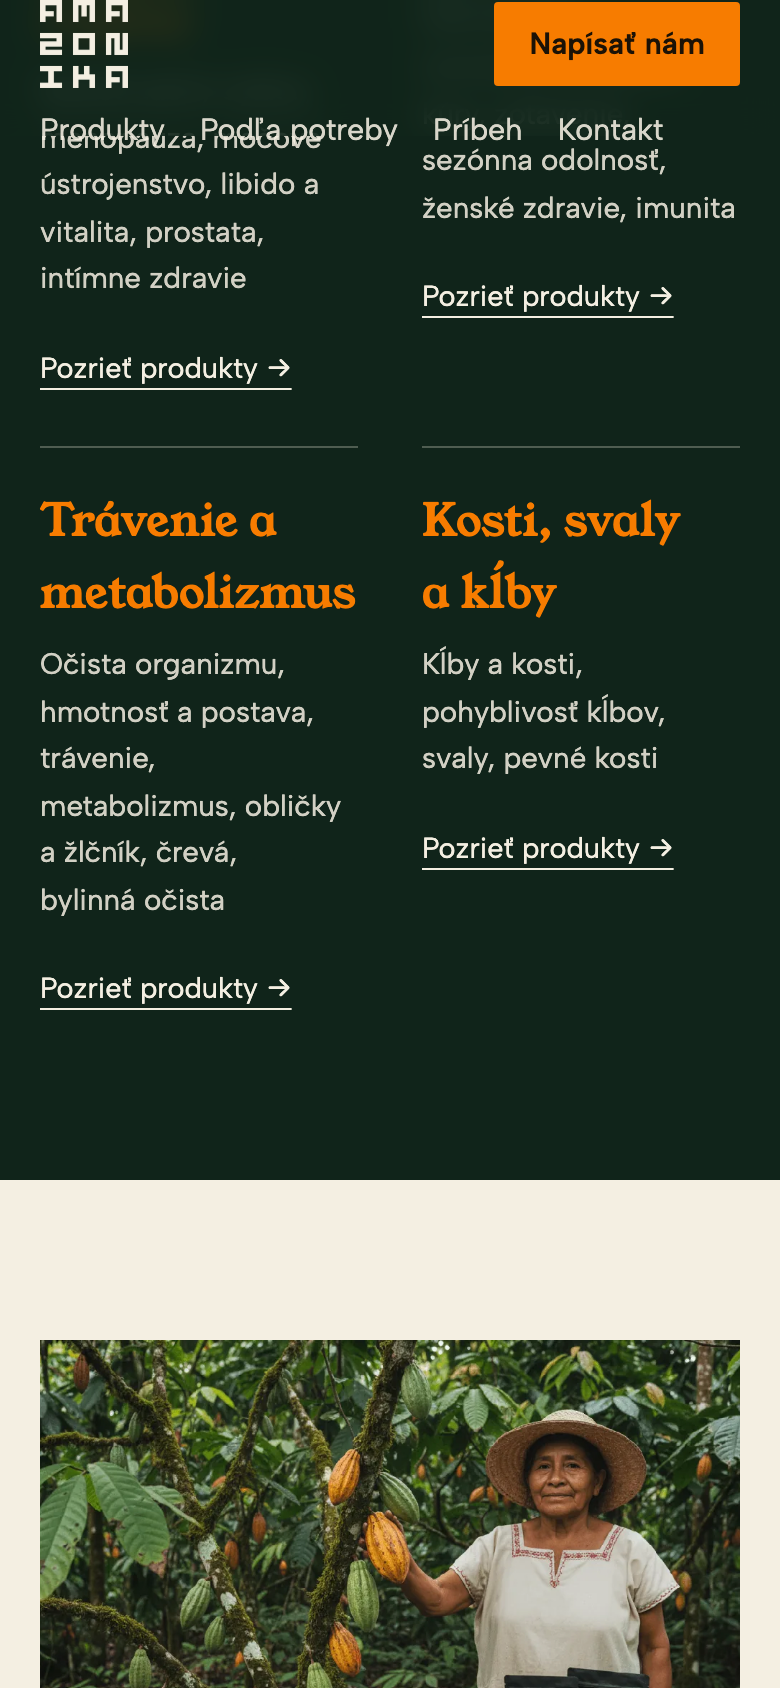 AMA
ZON
IKA
Napísať nám
Produkty Podľa potreby Príbeh Kontakt
menopauza, močové
ústrojenstvo, libido a
vitalita, prostata,
intímne zdravie
Pozrieť produkty →
sezónna odolnosť,
ženské zdravie, imunita
Pozrieť produkty →
Trávenie a
metabolizmus
Očista organizmu,
hmotnosť a postava,
trávenie,
metabolizmus, obličky
a žlčník, črevá,
bylinná očista
Pozrieť produkty →
Kosti, svaly
a kĺby
Kĺby a kosti,
pohyblivosť kĺbov,
svaly, pevné kosti
Pozrieť produkty →